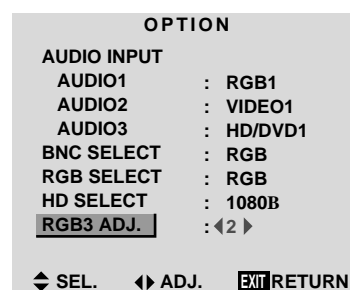 OPTION
AUDIO INPUT
AUDIO1 : RGB1
AUDIO2 : VIDEO1
AUDIO3 : HD/DVD1
BNC SELECT : RGB
RGB SELECT : RGB
HD SELECT : 1080B
RGB3 ADJ. : 2
SEL. ADJ. EXIT RETURN